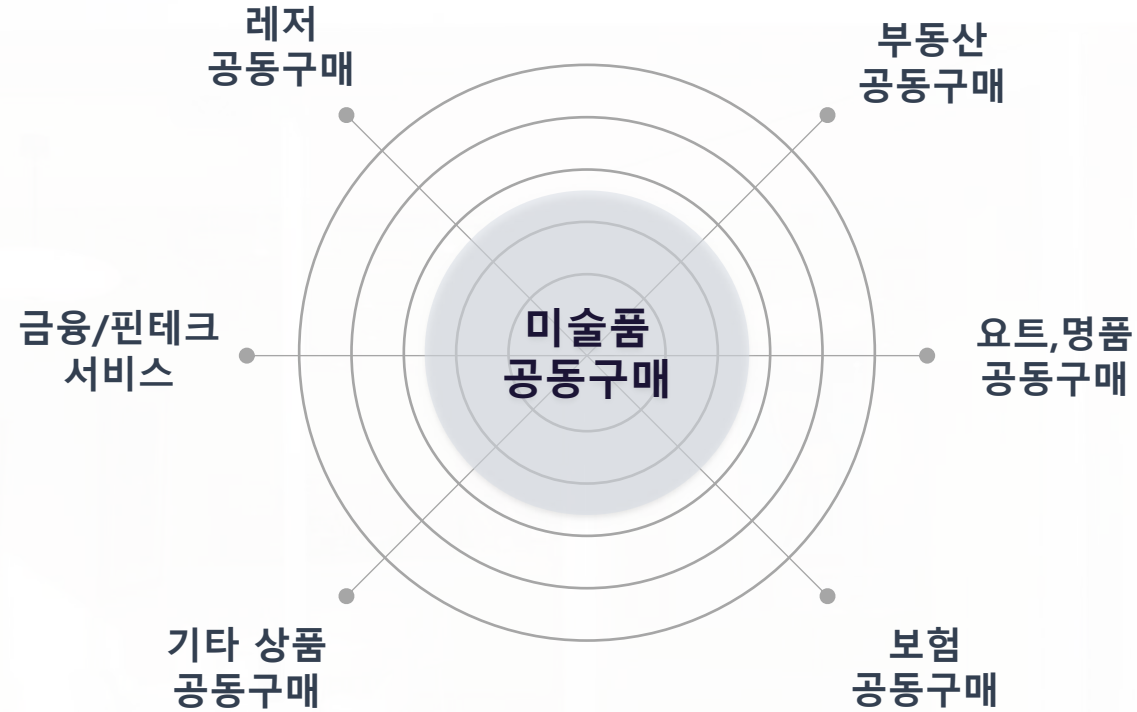 레저
공동구매
부동산
공동구매
금융/핀테크
서비스
미술품
공동구매
요트,명품
공동구매
기타 상품
공동구매
보험
공동구매